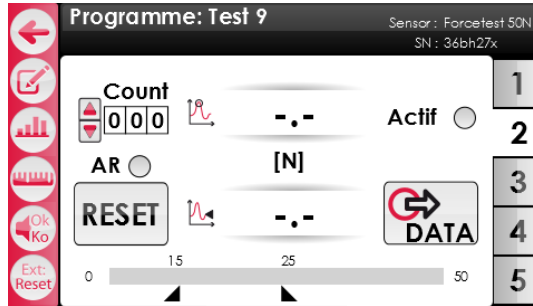 Programme: Test 9
Sensor : Forcetest 50N
SN : 36bh27x
Count
000
-.-
Actif
AR
[N]
RESET
-.-
DATA
Ok
Ko
Ext:
Reset
0
15
25
50
1
2
3
4
5